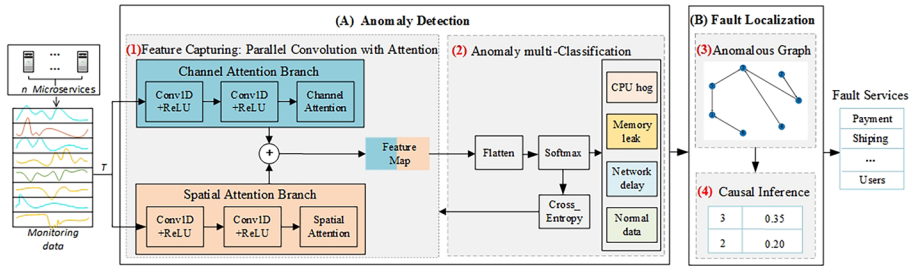 (A) Anomaly Detection
(B) Fault Localization
...
...
n Microservices
T
Monitoring
data
(1)Feature Capturing: Parallel Convolution with Attention
Channel Attention Branch
Conv1D
+ReLU
Conv1D
+ReLU
Channel
Attention
+
Feature
Map
Spatial Attention Branch
Conv1D
+ReLU
Conv1D
+ReLU
Spatial
Attention
(2) Anomaly multi-Classification
Flatten
Softmax
Cross_
Entropy
CPU hog
Memory
leak
Network
delay
Normal
data
(3)Anomalous Graph
(4) Causal Inference
3 0.35
2 0.20
Fault Services
Payment
Shiping
...
Users